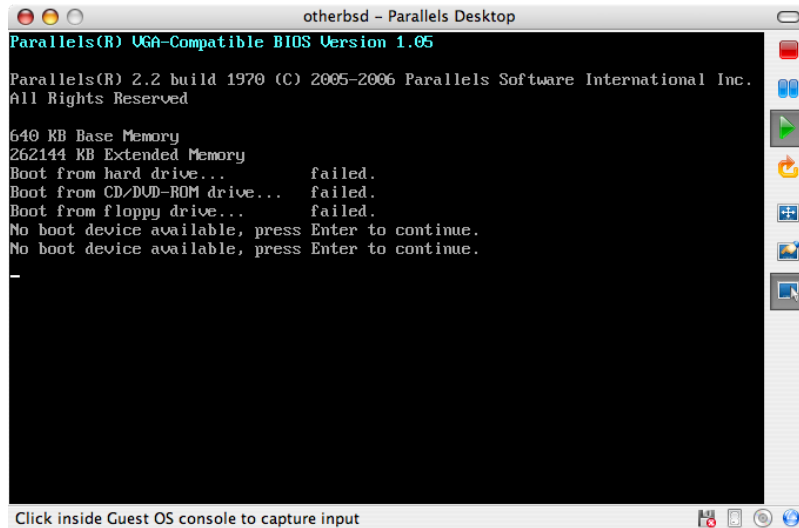 otherbsd – Parallels Desktop
Parallels(R) VGA-Compatible BIOS Version 1.05
Parallels(R) 2.2 build 1970 (C) 2005-2006 Parallels Software International Inc.
All Rights Reserved
640 KB Base Memory
262144 KB Extended Memory
Boot from hard drive... failed.
Boot from CD/DVD-ROM drive... failed.
Boot from floppy drive... failed.
No boot device available, press Enter to continue.
No boot device available, press Enter to continue.
Click inside Guest OS console to capture input